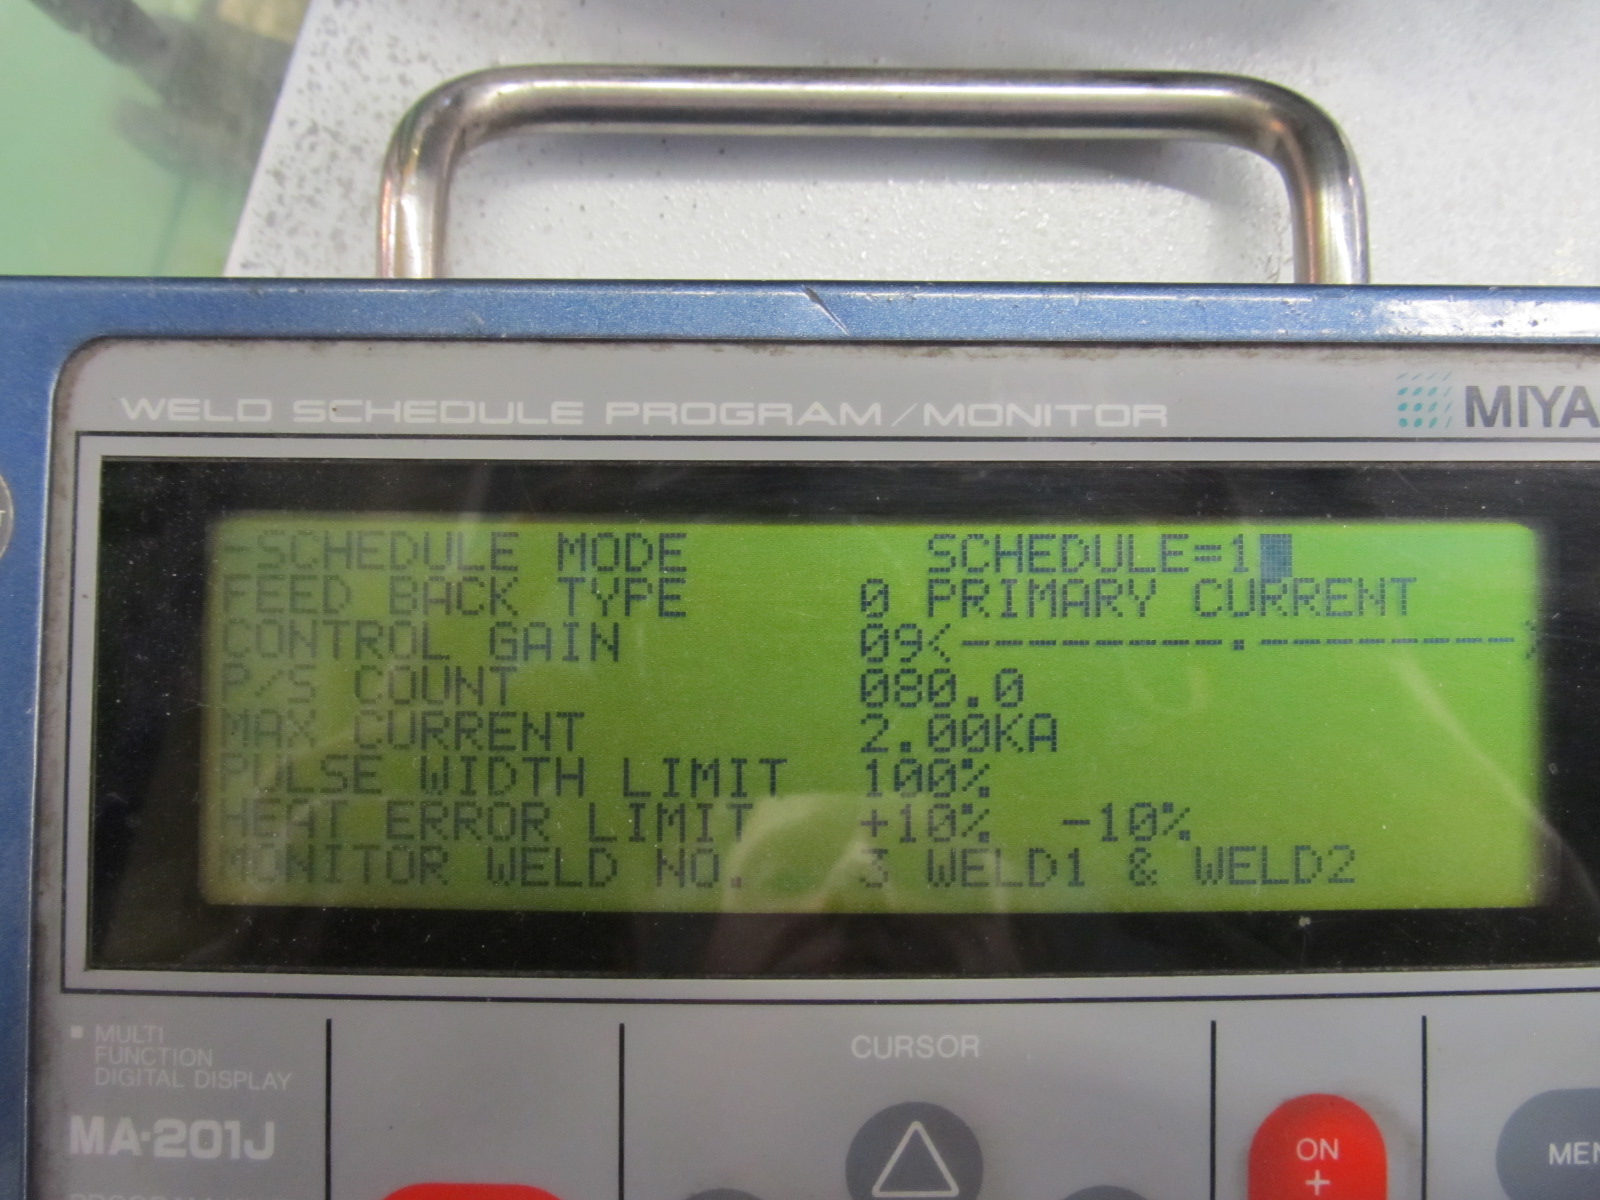 WELD SCHEDULE PROGRAM/MONITOR
MIYA
-SCHEDULE MODE SCHEDULE=1
FEED BACK TYPE 0 PRIMARY CURRENT
CONTROL GAIN 09<---------.--------
P/S COUNT 080.0
MAX CURRENT 2.00KA
PULSE WIDTH LIMIT 100%
HEAT ERROR LIMIT +10% -10%
MONITOR WELD NO. 3 WELD1 & WELD2
MULTI
FUNCTION
DIGITAL DISPLAY
MA-201J
CURSOR
ON
+
MEN